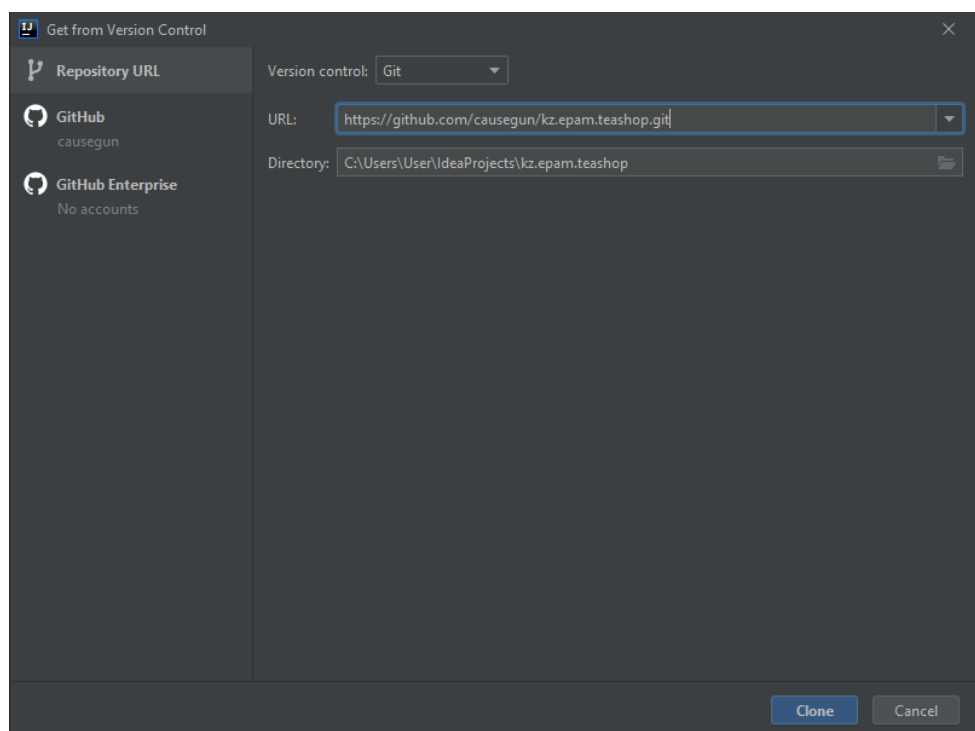 IJ Get from Version Control
Repository URL
Version control: Git
GitHub
causegun
URL: https://github.com/causegun/kz.epam.teashop.git
Directory: C:\Users\User\IdeaProjects\kz.epam.teashop
GitHub Enterprise
No accounts
Clone Cancel